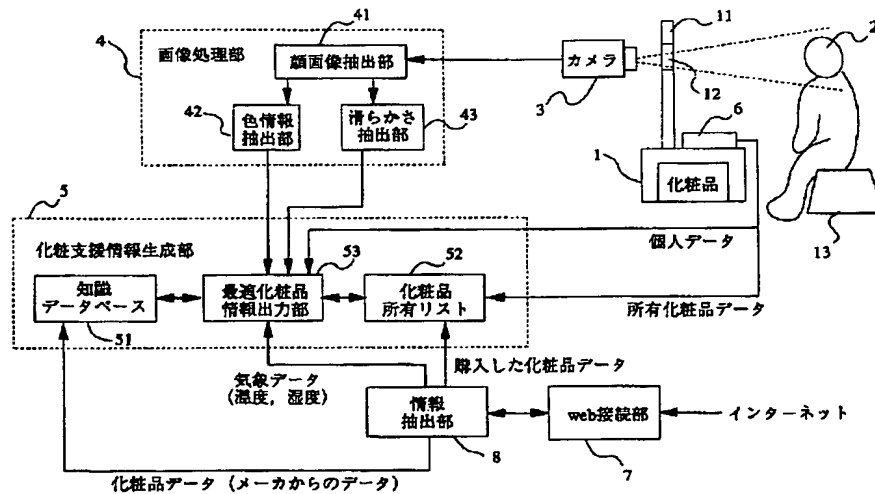 41
11
2
4
画像処理部
顔画像抽出部
カメラ
3
12
42
色情報
抽出部
滑らかさ
抽出部
43
6
1
化粧品
13
5
化粧支援情報生成部
個人データ
53
52
知識
データベース
51
最適化粧品
情報出力部
化粧品
所有リスト
所有化粧品データ
購入した化粧品データ
気象データ
(温度，湿度)
情報
抽出部
8
web接続部
7
インターネット
化粧品データ (メーカからのデータ)